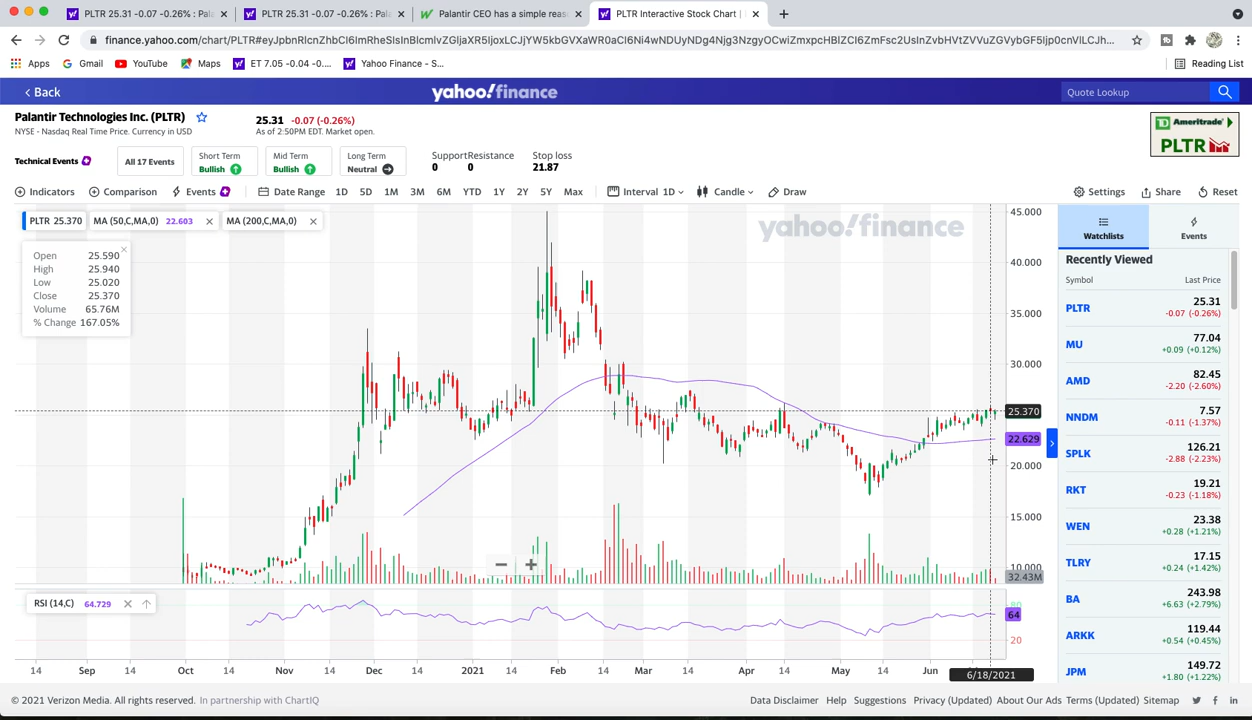 PLTR 25.31 -0.07 -0.26% : Pala
PLTR 25.31 -0.07 -0.26% : Pala
Palantir CEO has a simple reas
PLTR Interactive Stock Chart |
Apps
Gmail
YouTube
Maps
ET 7.05 -0.04 -0....
Yahoo Finance - S...
Reading List
Back
yahoo!finance
Quote Lookup
Palantir Technologies Inc. (PLTR)
NYSE - Nasdaq Real Time Price. Currency in USD
25.31 -0.07 (-0.26%)
As of 2:50PM EDT. Market open.
TD Ameritrade
PLTR
Technical Events
All 17 Events
Short Term
Bullish
Mid Term
Bullish
Long Term
Neutral
Support
0
Resistance
0
Stop loss
21.87
Indicators Comparison Events Date Range 1D 5D 1M 3M 6M YTD 1Y 2Y 5Y Max Interval 1D Candle Draw Settings Share Reset
PLTR 25.370
MA (50,C,MA,0) 22.603
MA (200,C,MA,0)
yahoo!finance
Open 25.590
High 25.940
Low 25.020
Close 25.370
Volume 65.76M
% Change 167.05%
45.000
40.000
35.000
30.000
25.370
22.629
20.000
15.000
10.000
32.43M
RSI (14,C) 64.729
80
64
20
14 Sep 14 Oct 14 Nov 14 Dec 14 2021 14 Feb 14 Mar 14 Apr 14 May 14 Jun
6/18/2021
Watchlists
Events
Recently Viewed
Symbol Last Price
PLTR 25.31
-0.07 (-0.26%)
MU 77.04
+0.09 (+0.12%)
AMD 82.45
-2.20 (-2.60%)
NNDM 7.57
-0.11 (-1.37%)
SPLK 126.21
-2.88 (-2.23%)
RKT 19.21
-0.23 (-1.18%)
WEN 23.38
+0.28 (+1.21%)
TLRY 17.15
+0.24 (+1.42%)
BA 243.98
+6.63 (+2.79%)
ARKK 119.44
+0.54 (+0.45%)
JPM 149.72
+1.80 (+1.22%)
© 2021 Verizon Media. All rights reserved. In partnership with ChartIQ
Data Disclaimer Help Suggestions Privacy (Updated) About Our Ads Terms (Updated) Sitemap